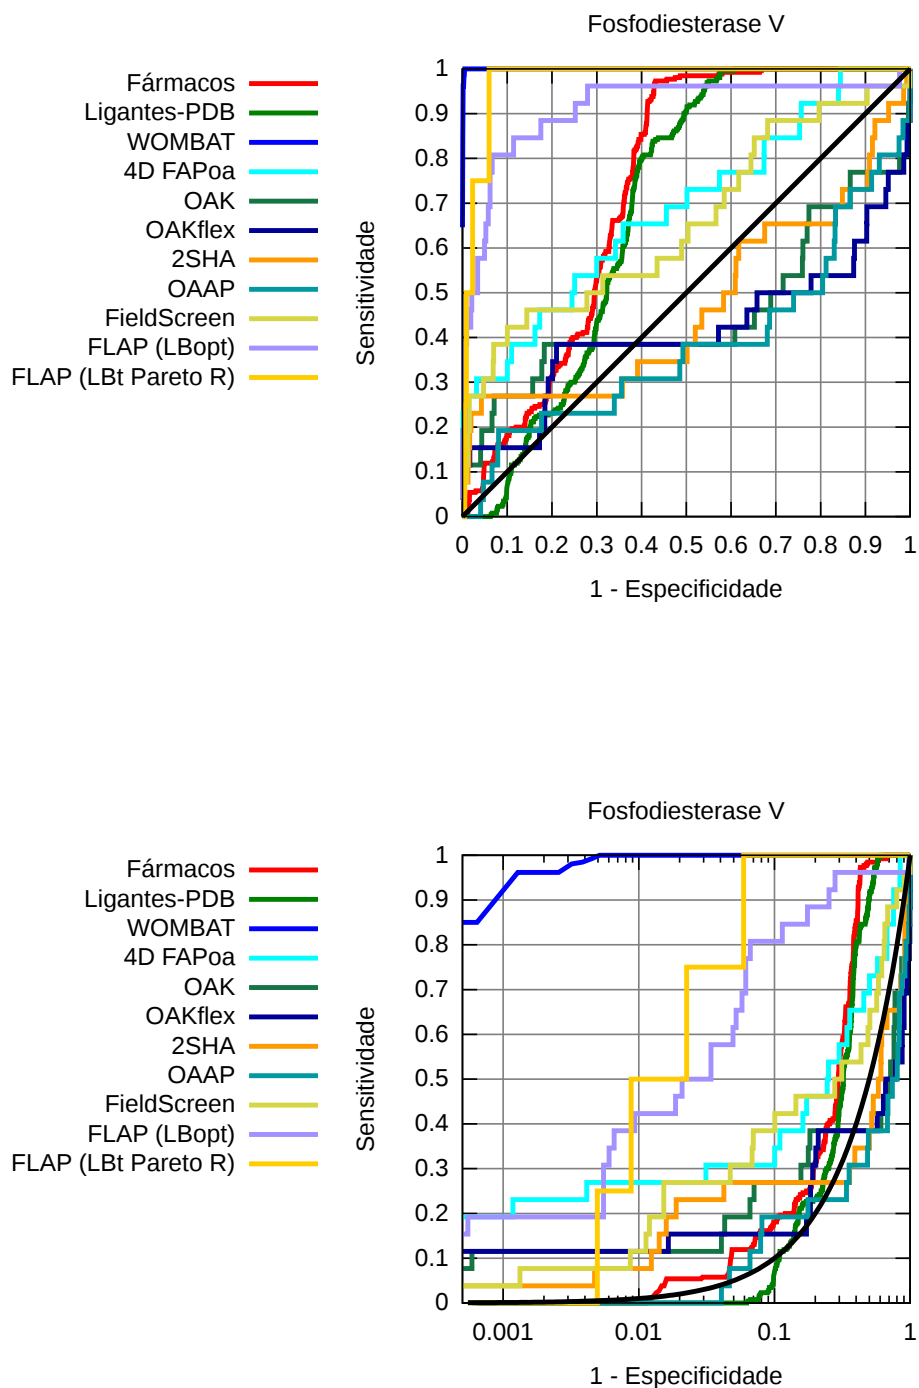 Fosfodiesterase V
Fármacos
Ligantes-PDB
WOMBAT
4D FAPoa
OAK
OAKflex
2SHA
OAAP
FieldScreen
FLAP (LBopt)
FLAP (LBt Pareto R)
Sensitividade
1
0.9
0.8
0.7
0.6
0.5
0.4
0.3
0.2
0.1
0
0 0.1 0.2 0.3 0.4 0.5 0.6 0.7 0.8 0.9 1
1 - Especificidade
Fosfodiesterase V
Fármacos
Ligantes-PDB
WOMBAT
4D FAPoa
OAK
OAKflex
2SHA
OAAP
FieldScreen
FLAP (LBopt)
FLAP (LBt Pareto R)
Sensitividade
1
0.9
0.8
0.7
0.6
0.5
0.4
0.3
0.2
0.1
0
0.001 0.01 0.1 1
1 - Especificidade